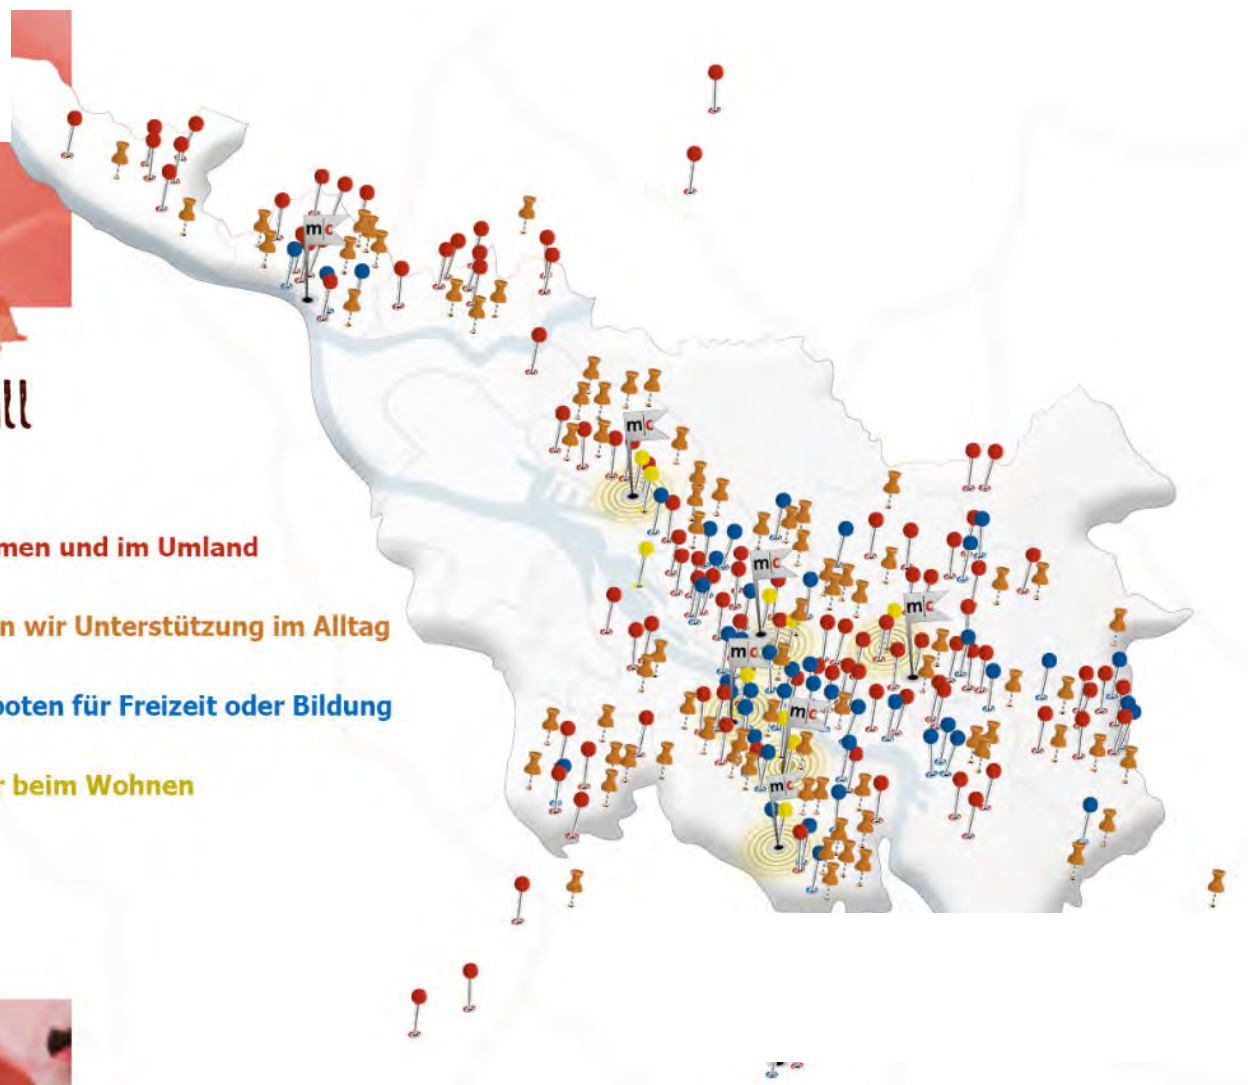 m|c
ll
m|c
men und im Umland
m|c
m|c
n wir Unterstützung im Alltag
m|c
boten für Freizeit oder Bildung
m|c
r beim Wohnen
m|c